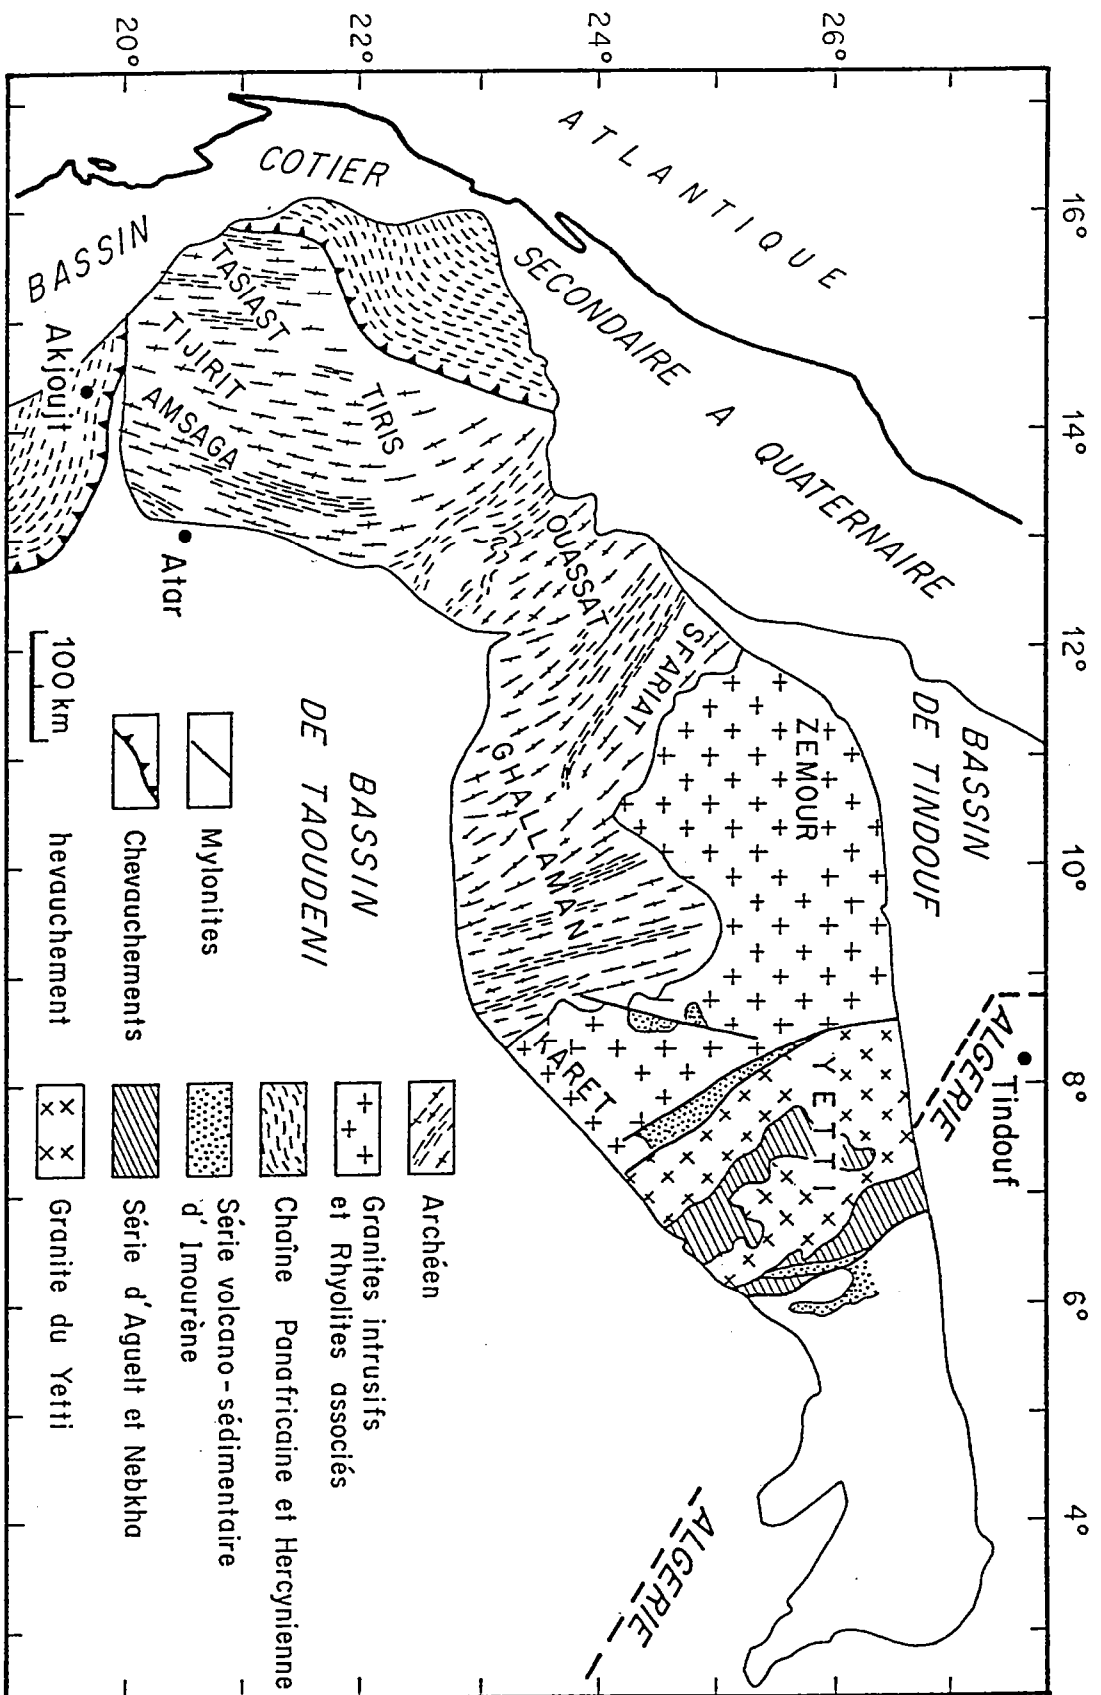 16°
14°
12°
10°
8°
6°
4°
26°
24°
22°
20°
ATLANTIQUE
BASSIN
COTIER
SECONDAIRE A QUATERNAIRE
BASSIN
DE TINDOUF
ALGERIE
Tindouf
ALGERIE
ZEMOUR
YETTI
SFARIAT
OUASSAT
GHALLAMAN
KARET
TIRIS
TASIAST
TIJIRIT
AMSAGA
Akjoujt
Atar
BASSIN
DE TAOUDENI
100 km
Mylonites
Chevauchements
hevauchement
Archéen
Granites intrusifs
et Rhyolites associés
Chaîne Panafricaine et Hercynienne
Série volcano-sédimentaire
d'Imourène
Série d'Aguelt et Nebkha
Granite du Yetti